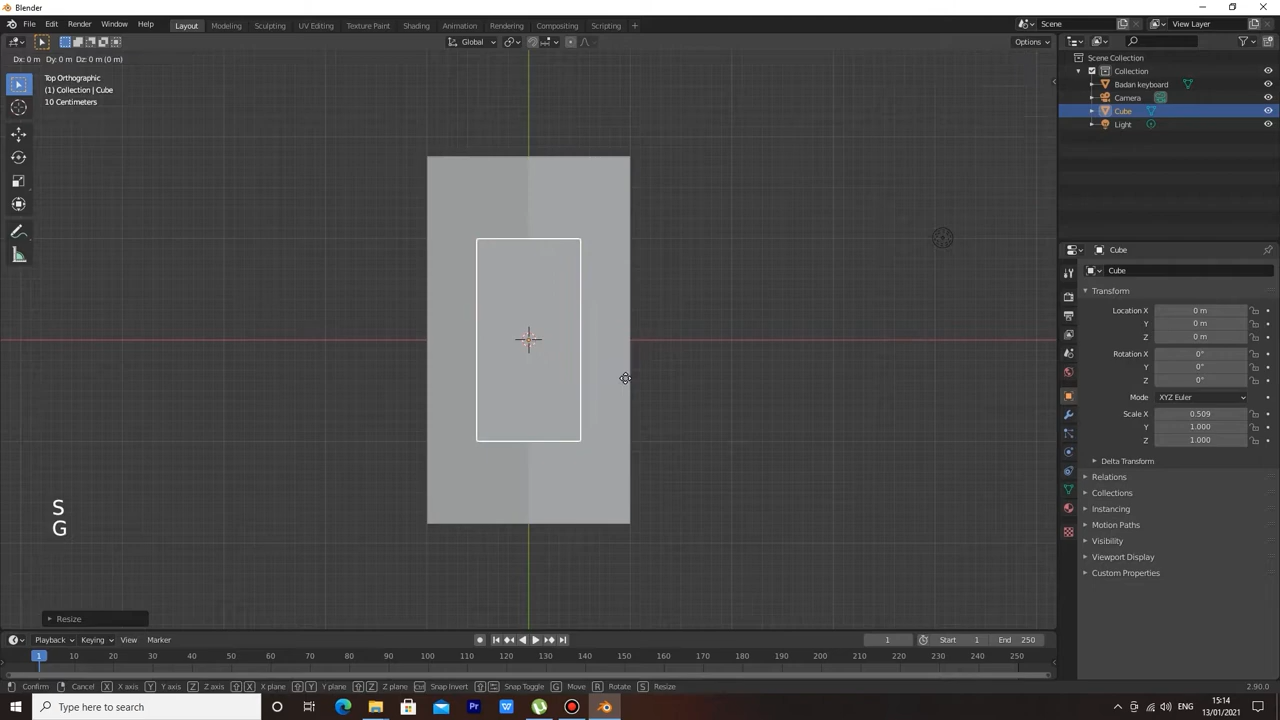 Blender
File Edit Render Window Help
Layout Modeling Sculpting UV Editing Texture Paint Shading Animation Rendering Compositing Scripting +
Scene
View Layer
Global
Options
Dx: 0 m Dy: 0 m Dz: 0 m (0 m)
Top Orthographic
(1) Collection | Cube
10 Centimeters
S
G
Resize
Scene Collection
Collection
Badan keyboard
Camera
Cube
Light
Cube
Cube
Transform
Location X 0 m
Y 0 m
Z 0 m
Rotation X 0°
Y 0°
Z 0°
Mode XYZ Euler
Scale X 0.509
Y 1.000
Z 1.000
Delta Transform
Relations
Collections
Instancing
Motion Paths
Visibility
Viewport Display
Custom Properties
Playback Keying View Marker
1 Start 1 End 250
1 10 20 30 40 50 60 70 80 90 100 110 120 130 140 150 160 170 180 190 200 210 220 230 240 250
Confirm Cancel X X axis Y Y axis Z Z axis X X plane Y Y plane Z Z plane Ctrl Snap Invert Snap Toggle G Move R Rotate S Resize 2.90.0
Type here to search
Pr
15:14
13/01/2021